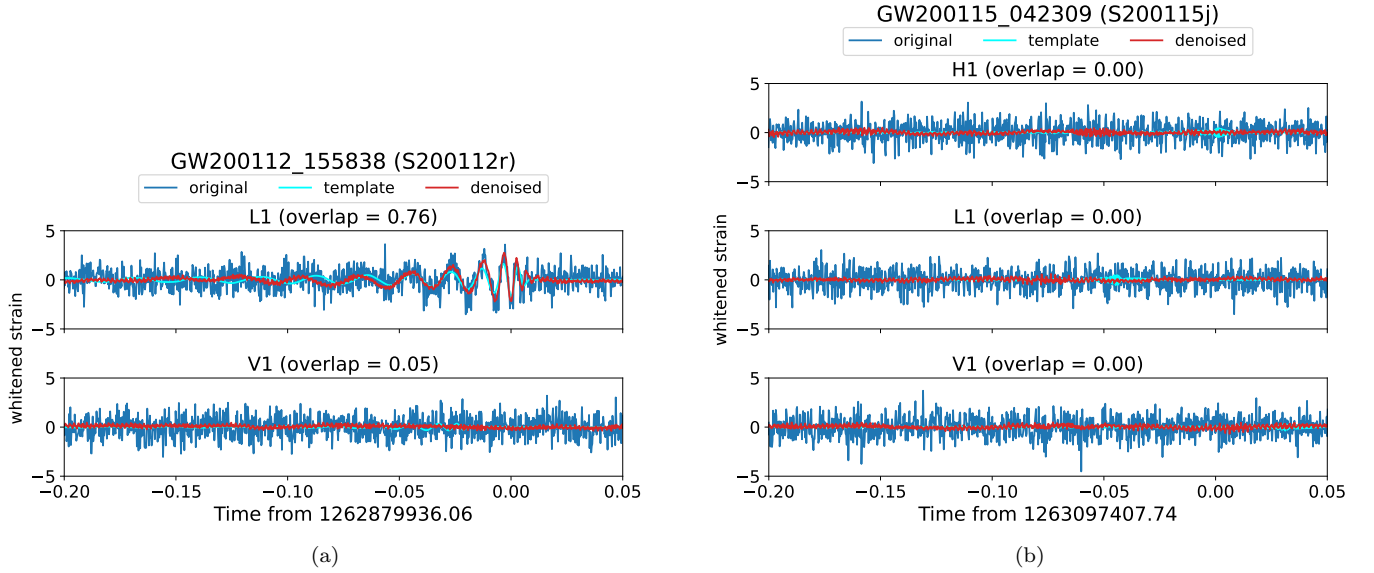 GW200112_155838 (S200112r)
original template denoised
L1 (overlap = 0.76)
5
0
−5
V1 (overlap = 0.05)
5
0
−5
whitened strain
−0.20 −0.15 −0.10 −0.05 0.00 0.05
Time from 1262879936.06
(a)
GW200115_042309 (S200115j)
original template denoised
H1 (overlap = 0.00)
5
0
−5
L1 (overlap = 0.00)
5
0
−5
V1 (overlap = 0.00)
5
0
−5
whitened strain
−0.20 −0.15 −0.10 −0.05 0.00 0.05
Time from 1263097407.74
(b)